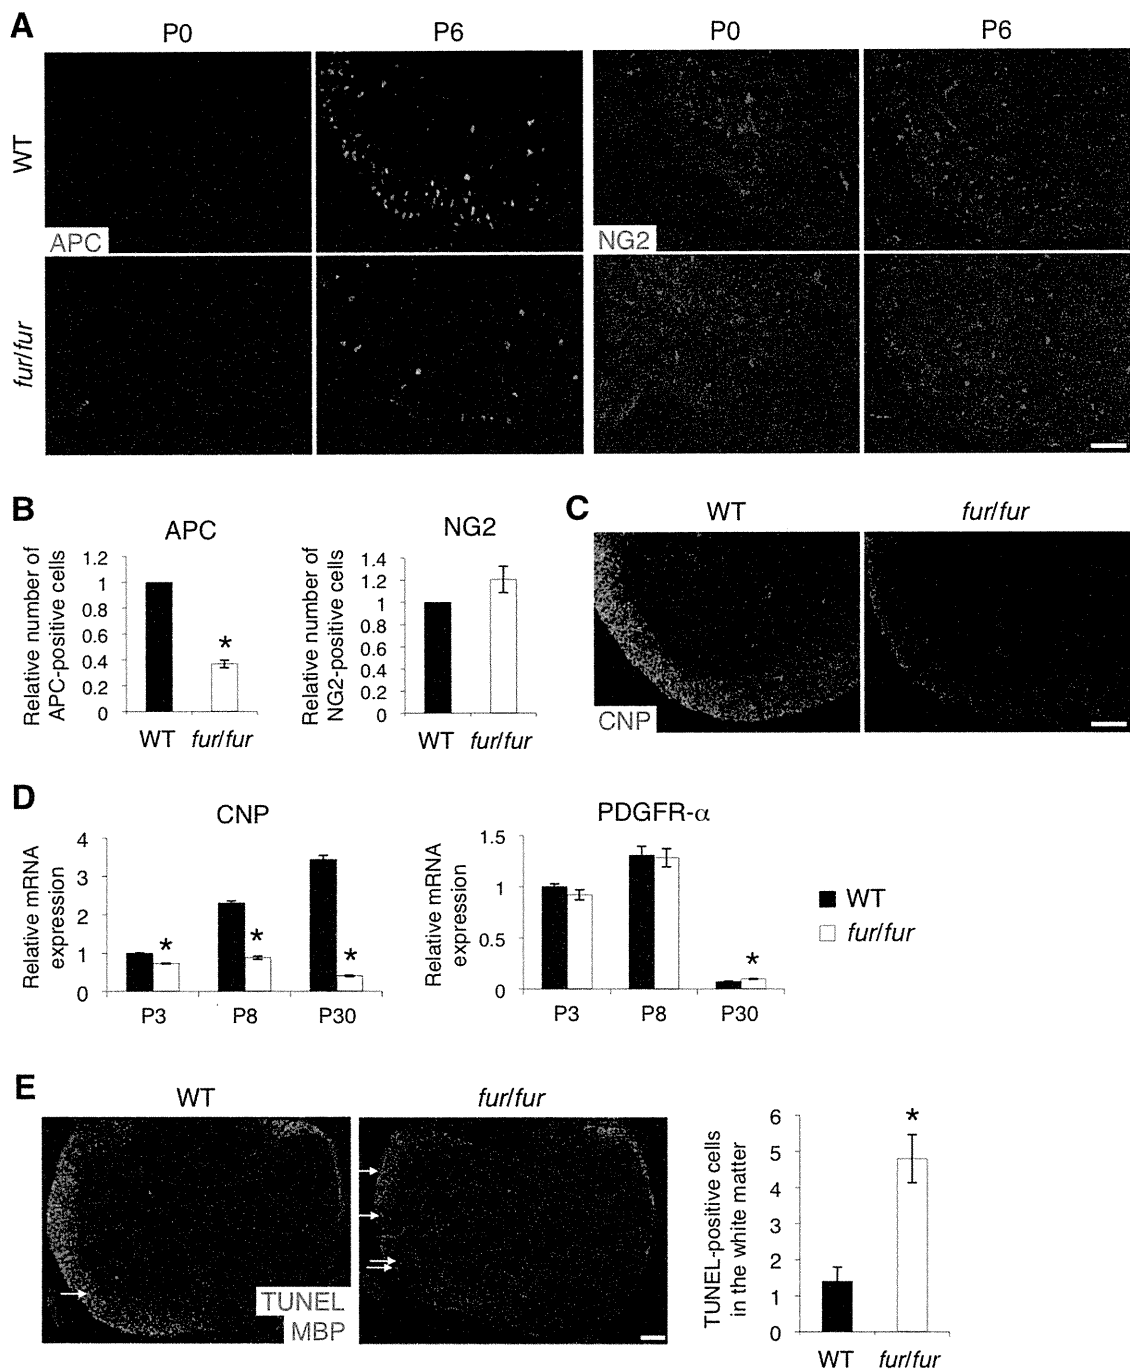 A
P0 P6 P0 P6
WT
APC
NG2
fur/fur
B
APC
NG2
Relative number of
APC-positive cells
1.2
1
0.8
0.6
0.4
0.2
0
*
WT fur/fur
Relative number of
NG2-positive cells
1.4
1.2
1
0.8
0.6
0.4
0.2
0
WT fur/fur
C
WT fur/fur
CNP
D
CNP
Relative mRNA
expression
4
3
2
1
0
* * *
P3 P8 P30
PDGFR-α
Relative mRNA
expression
1.5
1
0.5
0
*
P3 P8 P30
WT
fur/fur
E
WT fur/fur
TUNEL
MBP
TUNEL-positive cells
in the white matter
6
5
4
3
2
1
0
*
WT fur/fur